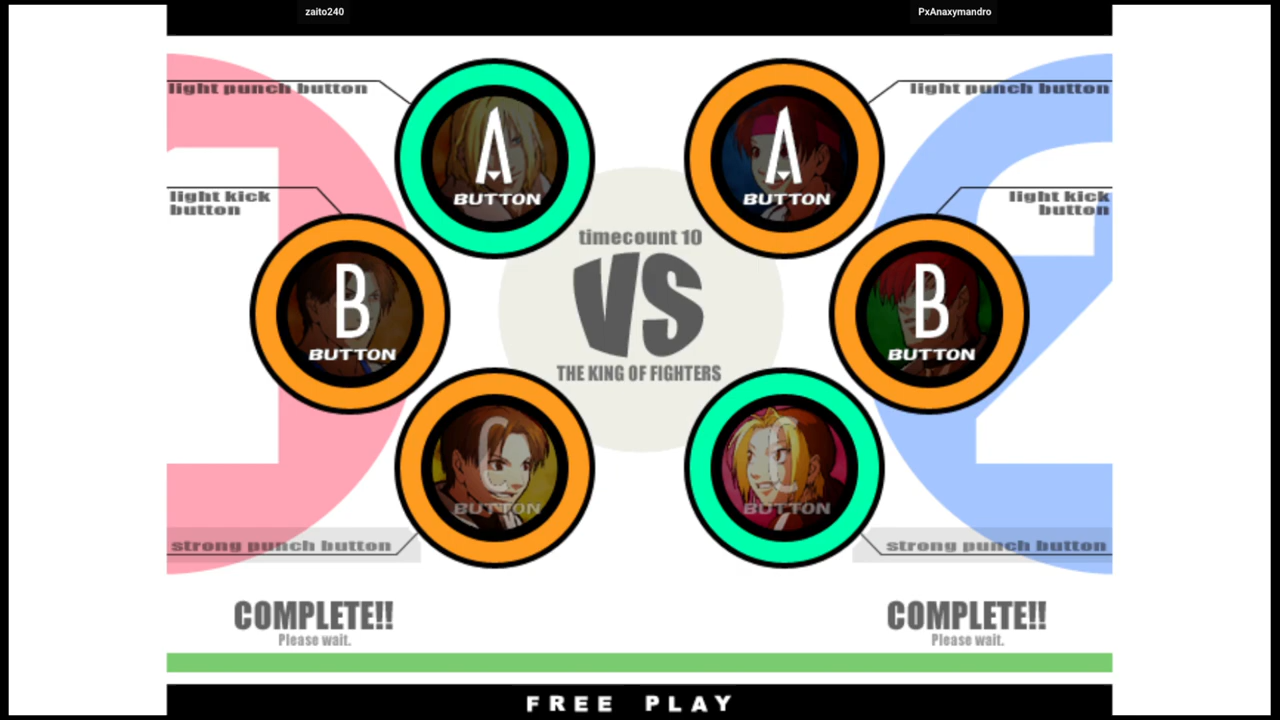 zaito240
PxAnaxymandro
light punch button
light punch button
A
BUTTON
A
BUTTON
light kick
button
light kick
button
1
2
B
BUTTON
timecount 10
VS
THE KING OF FIGHTERS
B
BUTTON
C
BUTTON
C
BUTTON
strong punch button
strong punch button
COMPLETE!!
Please wait.
COMPLETE!!
Please wait.
FREE PLAY